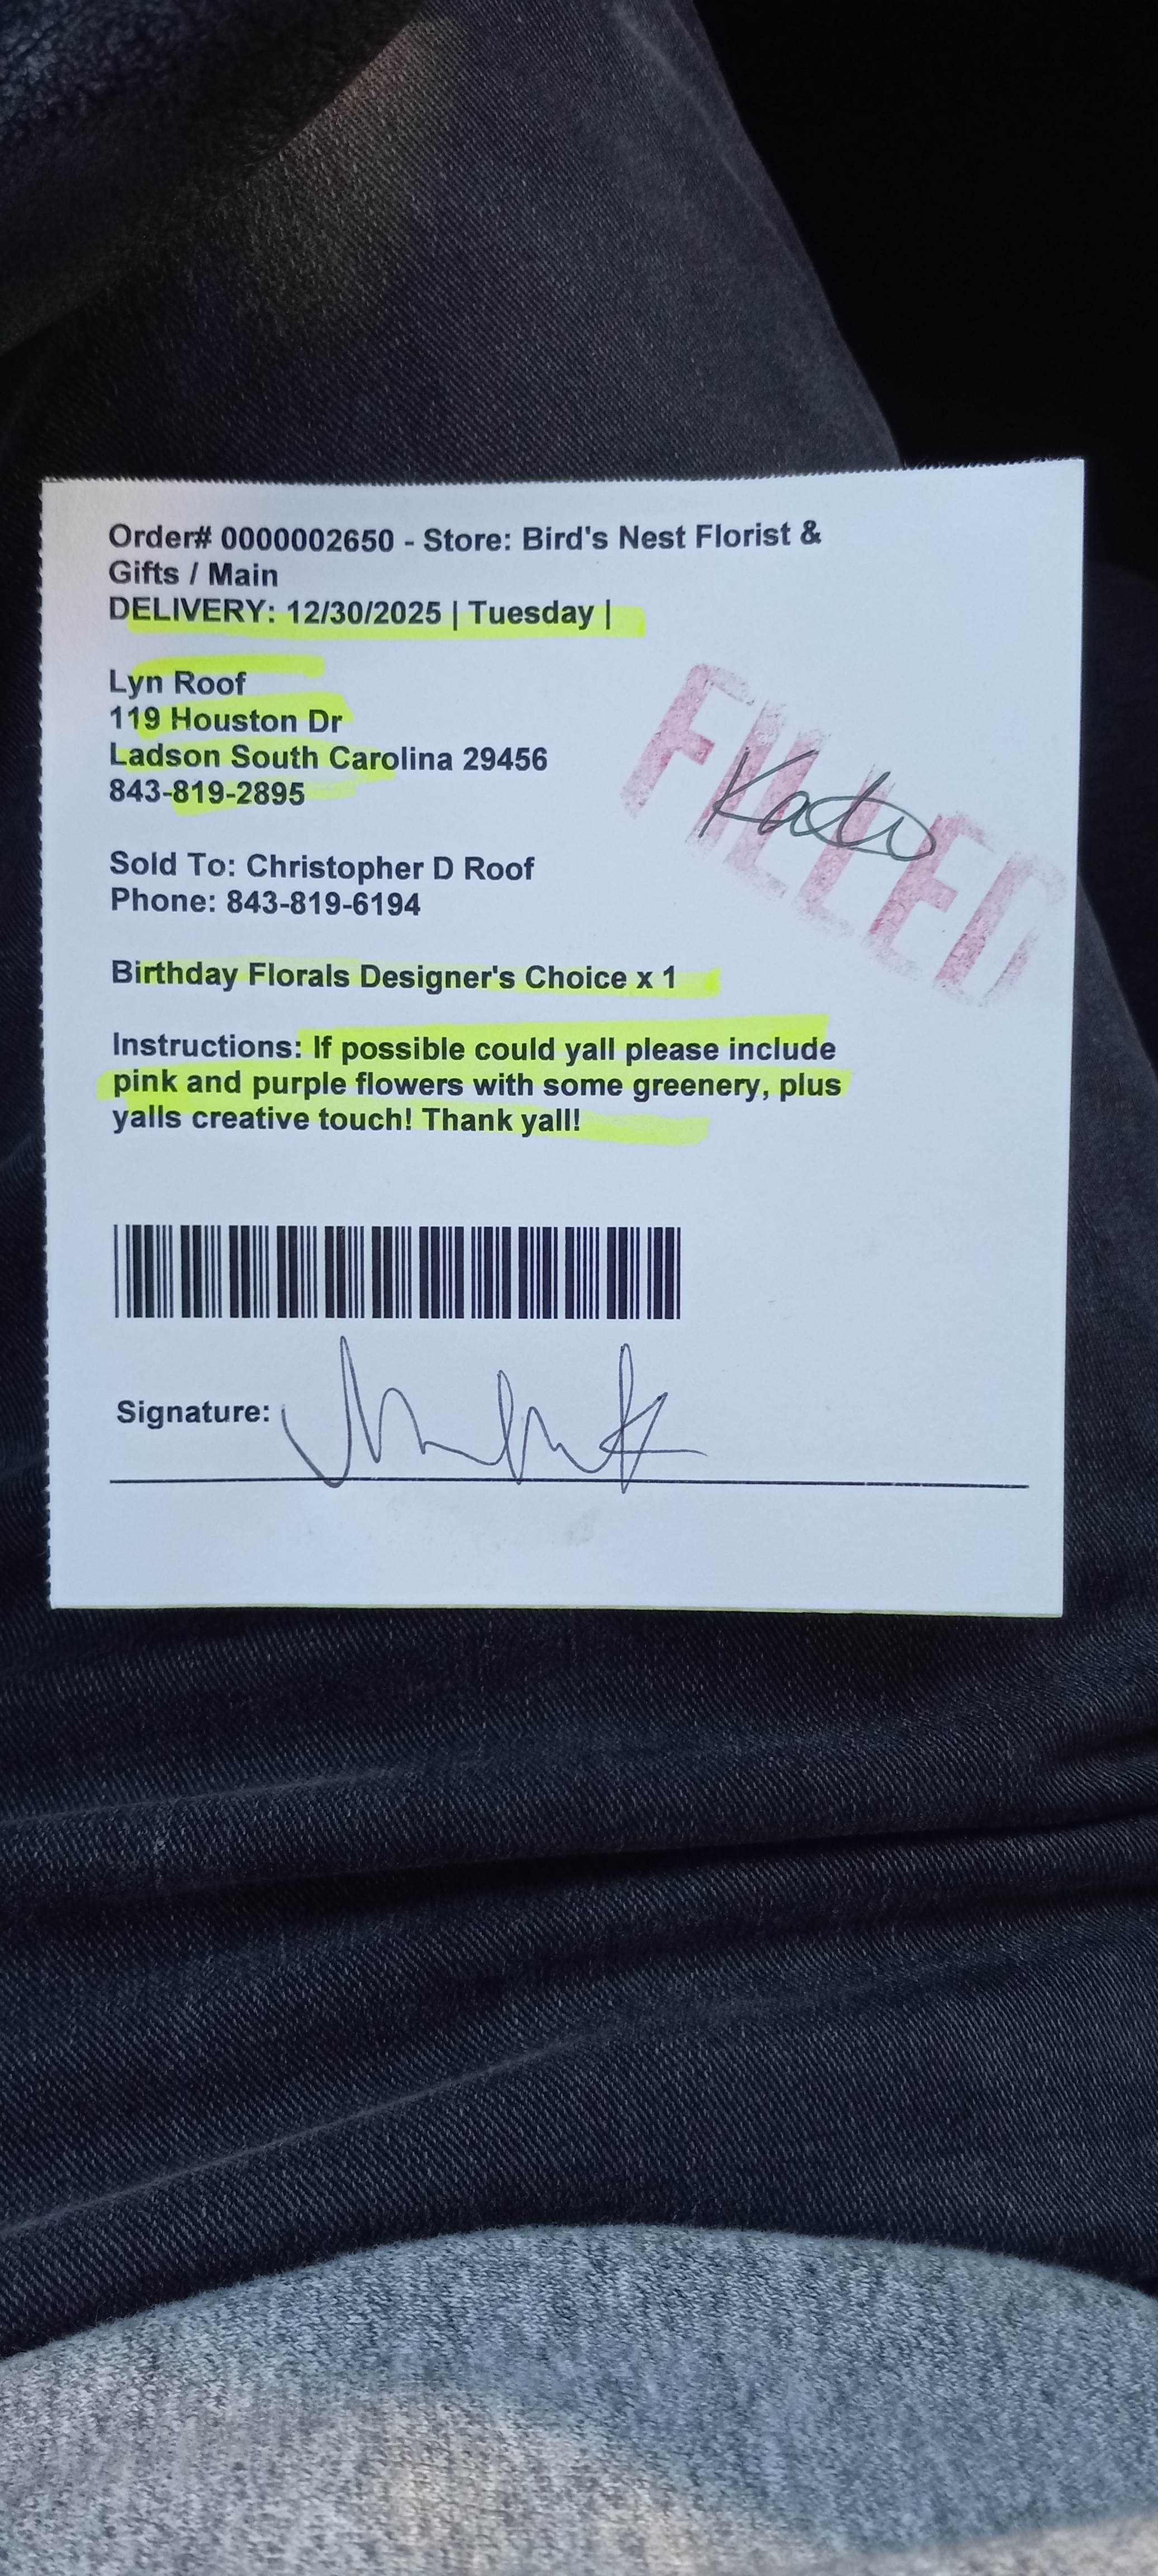 Order# 0000002650 - Store: Bird's Nest Florist &
Gifts / Main
DELIVERY: 12/30/2025 | Tuesday |
Lyn Roof
119 Houston Dr
Ladson South Carolina 29456
843-819-2895
FILLED
Sold To: Christopher D Roof
Phone: 843-819-6194
Birthday Florals Designer's Choice x 1
Instructions: If possible could yall please include
pink and purple flowers with some greenery, plus
yalls creative touch! Thank yall!
Signature: